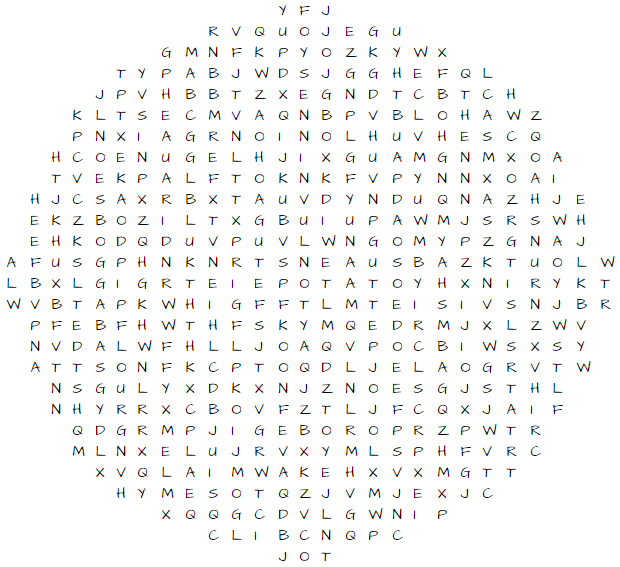 Y F J
R V Q U O J E G U
G M N F K P Y O Z K Y W X
T Y P A B J W D S J G G H E F Q L
J P V H B B T Z X E G N D T C B T C H
K L T S E C M V A Q N B P V B L O H A W Z
P N X I A G R N O I N O L H U V H E S C Q
H C O E N U G E L H J I X G U A M G N M X O A
T V E K P A L F T O K N K F V P Y N N X O A I
H J C S A X R B X T A U V D Y N D U Q N A Z H J E
E K Z B O Z I L T X G B U I U P A W M J S R S W H
E H K O D Q D U V P U V L W N G O M Y P Z G N A J
A F U S G P H N K N R T S N E A U S B A Z K T U O L W
L B X L G I G R T E I E P O T A T O Y H X N I R Y K T
W V B T A P K W H I G F F T L M T E I S I V S N J B R
P F E B F H W T H F S K Y M Q E D R M J X L Z W V
N V D A L W F H L L J O A Q V P O C B I W S X S Y
A T T S O N F K C P T O Q D L J E L A O G R V T W
N S G U L Y X D K X N J Z N O E S G J S T H L
N H Y R R X C B O V F Z T L J F C Q X J A I F
Q D G R M P J I G E B O R O P R Z P W T R
M L N X E L U J R V X Y M L S P H F V R C
X V Q L A I M W A K E H X V X M G T T
H Y M E S O T Q Z J V M J E X J C
X Q Q G C D V L G W N I P
C L I B C N Q P C
J O T